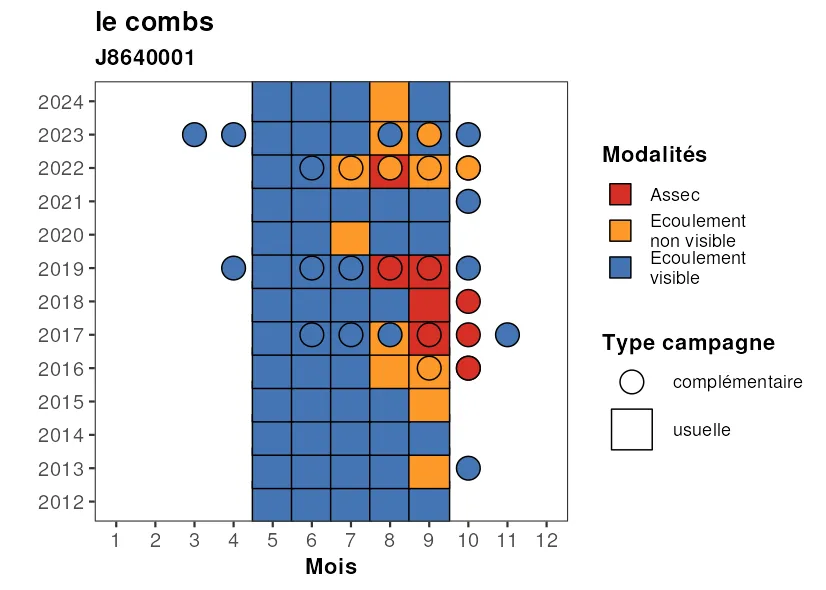 le combs
J8640001
2024
2023
2022
2021
2020
2019
2018
2017
2016
2015
2014
2013
2012
1 2 3 4 5 6 7 8 9 10 11 12
Mois
Modalités
Assec
Ecoulement
non visible
Ecoulement
visible
Type campagne
complémentaire
usuelle